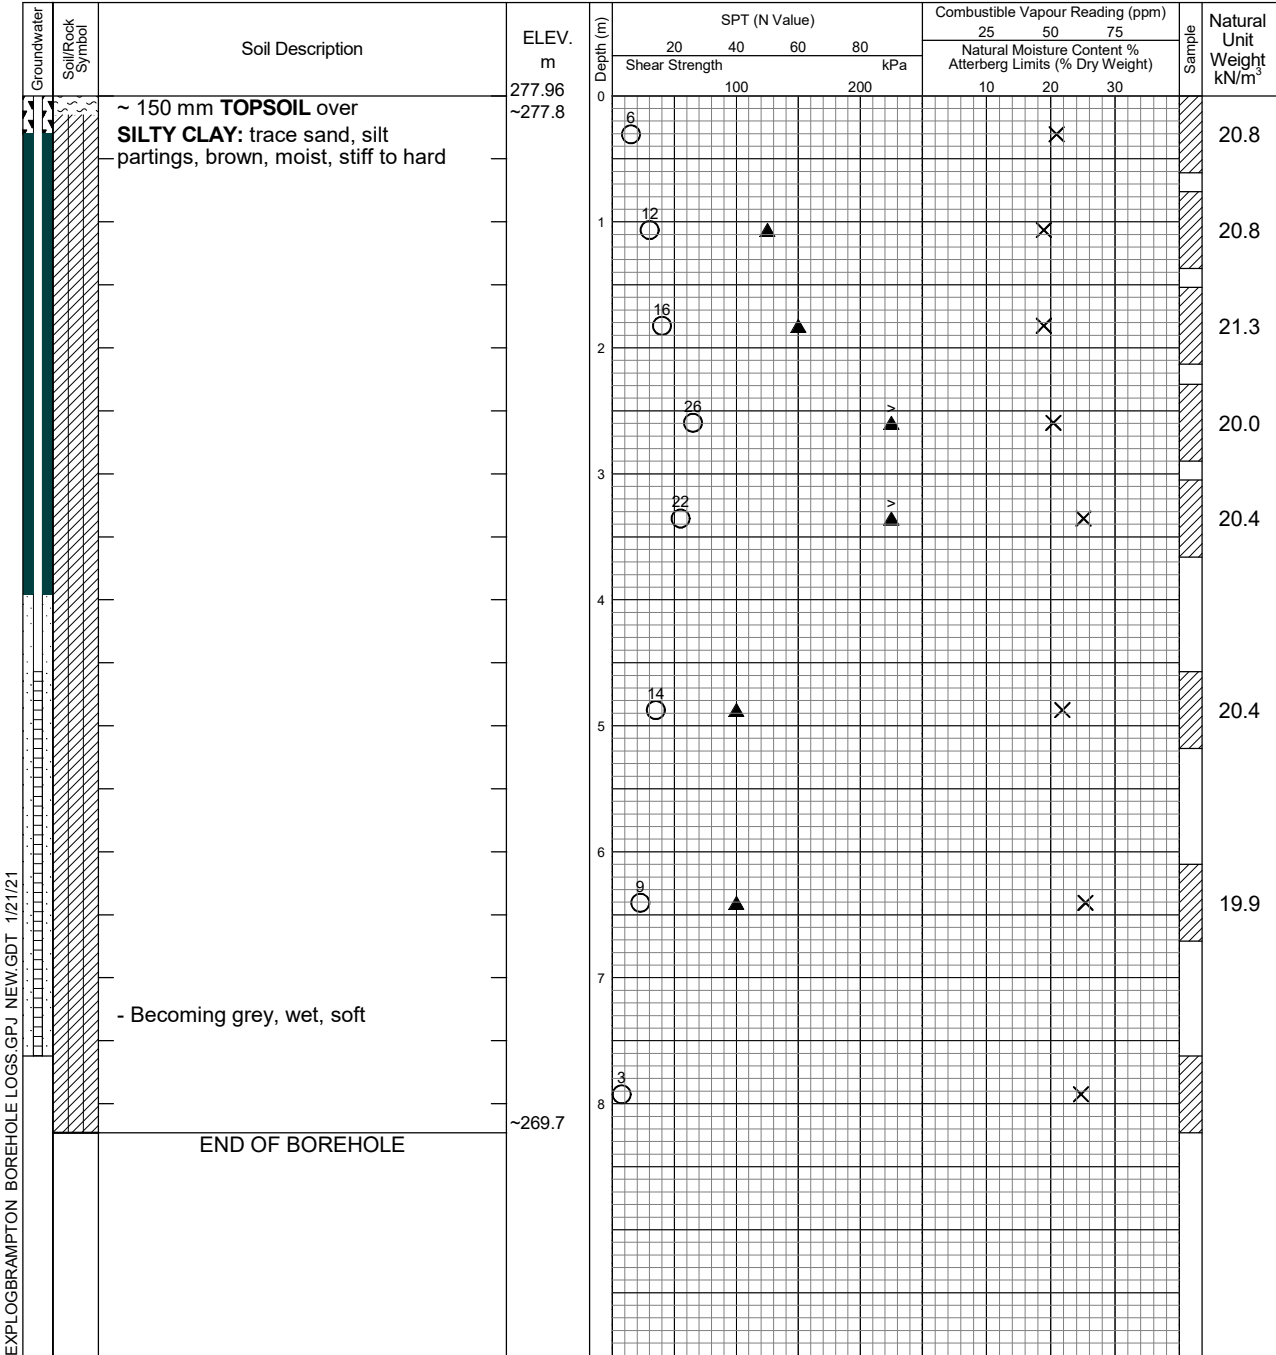 Groundwater
Soil/Rock
Symbol
Soil Description
ELEV.
m
277.96
Depth (m)
SPT (N Value)
20 40 60 80
Shear Strength kPa
100 200
Combustible Vapour Reading (ppm)
25 50 75
Natural Moisture Content %
Atterberg Limits (% Dry Weight)
10 20 30
Sample
Natural
Unit
Weight
kN/m³
0
~ 150 mm TOPSOIL over
~277.8
SILTY CLAY: trace sand, silt
partings, brown, moist, stiff to hard
6
20.8
1
12
20.8
16
21.3
2
26 >
20.0
3
22 >
20.4
4
14
20.4
5
6
9
19.9
7
- Becoming grey, wet, soft
3
8
~269.7
END OF BOREHOLE
EXPLOGBRAMPTON BOREHOLE LOGS.GPJ NEW.GDT 1/21/21